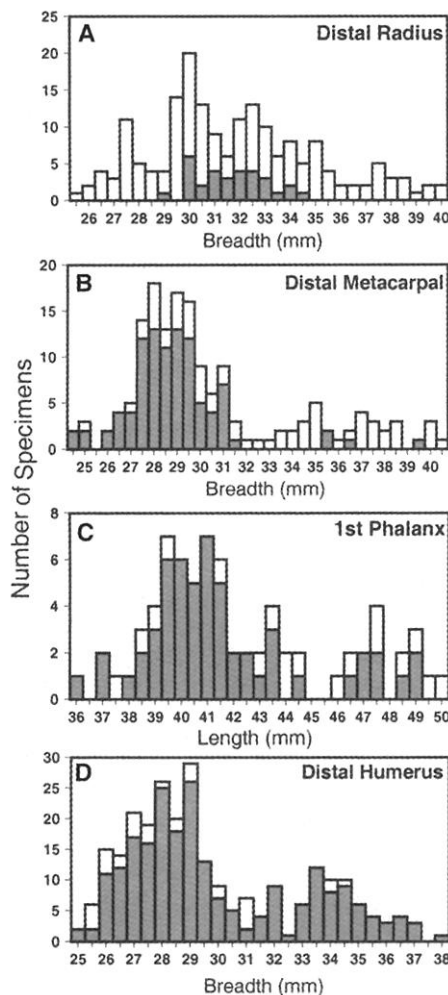 Number of Specimens
A
Distal Radius
25
20
15
10
5
0
26 27 28 29 30 31 32 33 34 35 36 37 38 39 40
Breadth (mm)
B
Distal Metacarpal
20
15
10
5
0
25 26 27 28 29 30 31 32 33 34 35 36 37 38 39 40
Breadth (mm)
C
1st Phalanx
8
6
4
2
0
36 37 38 39 40 41 42 43 44 45 46 47 48 49 50
Length (mm)
D
Distal Humerus
30
25
20
15
10
5
0
25 26 27 28 29 30 31 32 33 34 35 36 37 38
Breadth (mm)